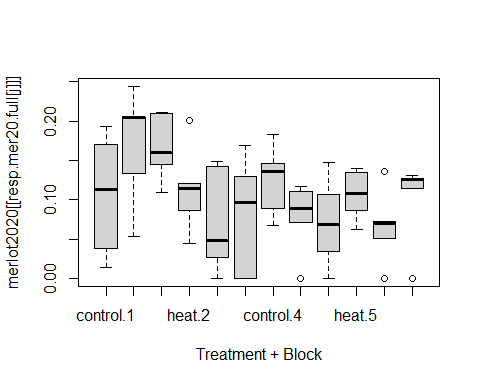 merlot2020[[resp.mer20.full[j]]]
0.20
0.10
0.00
control.1 heat.2 control.4 heat.5
Treatment + Block